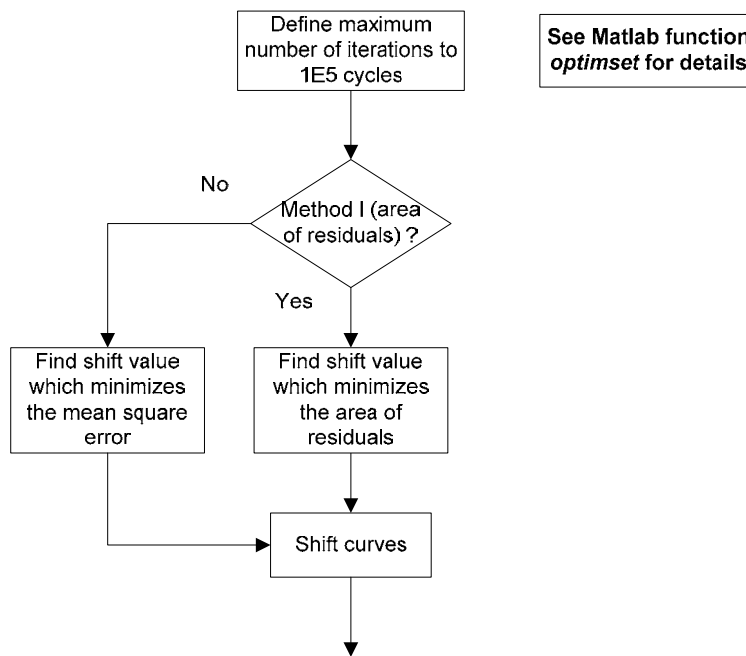 Define maximum
number of iterations to
1E5 cycles
See Matlab function
optimset for details
No
Method I (area
of residuals) ?
Yes
Find shift value
which minimizes
the mean square
error
Find shift value
which minimizes
the area of
residuals
Shift curves